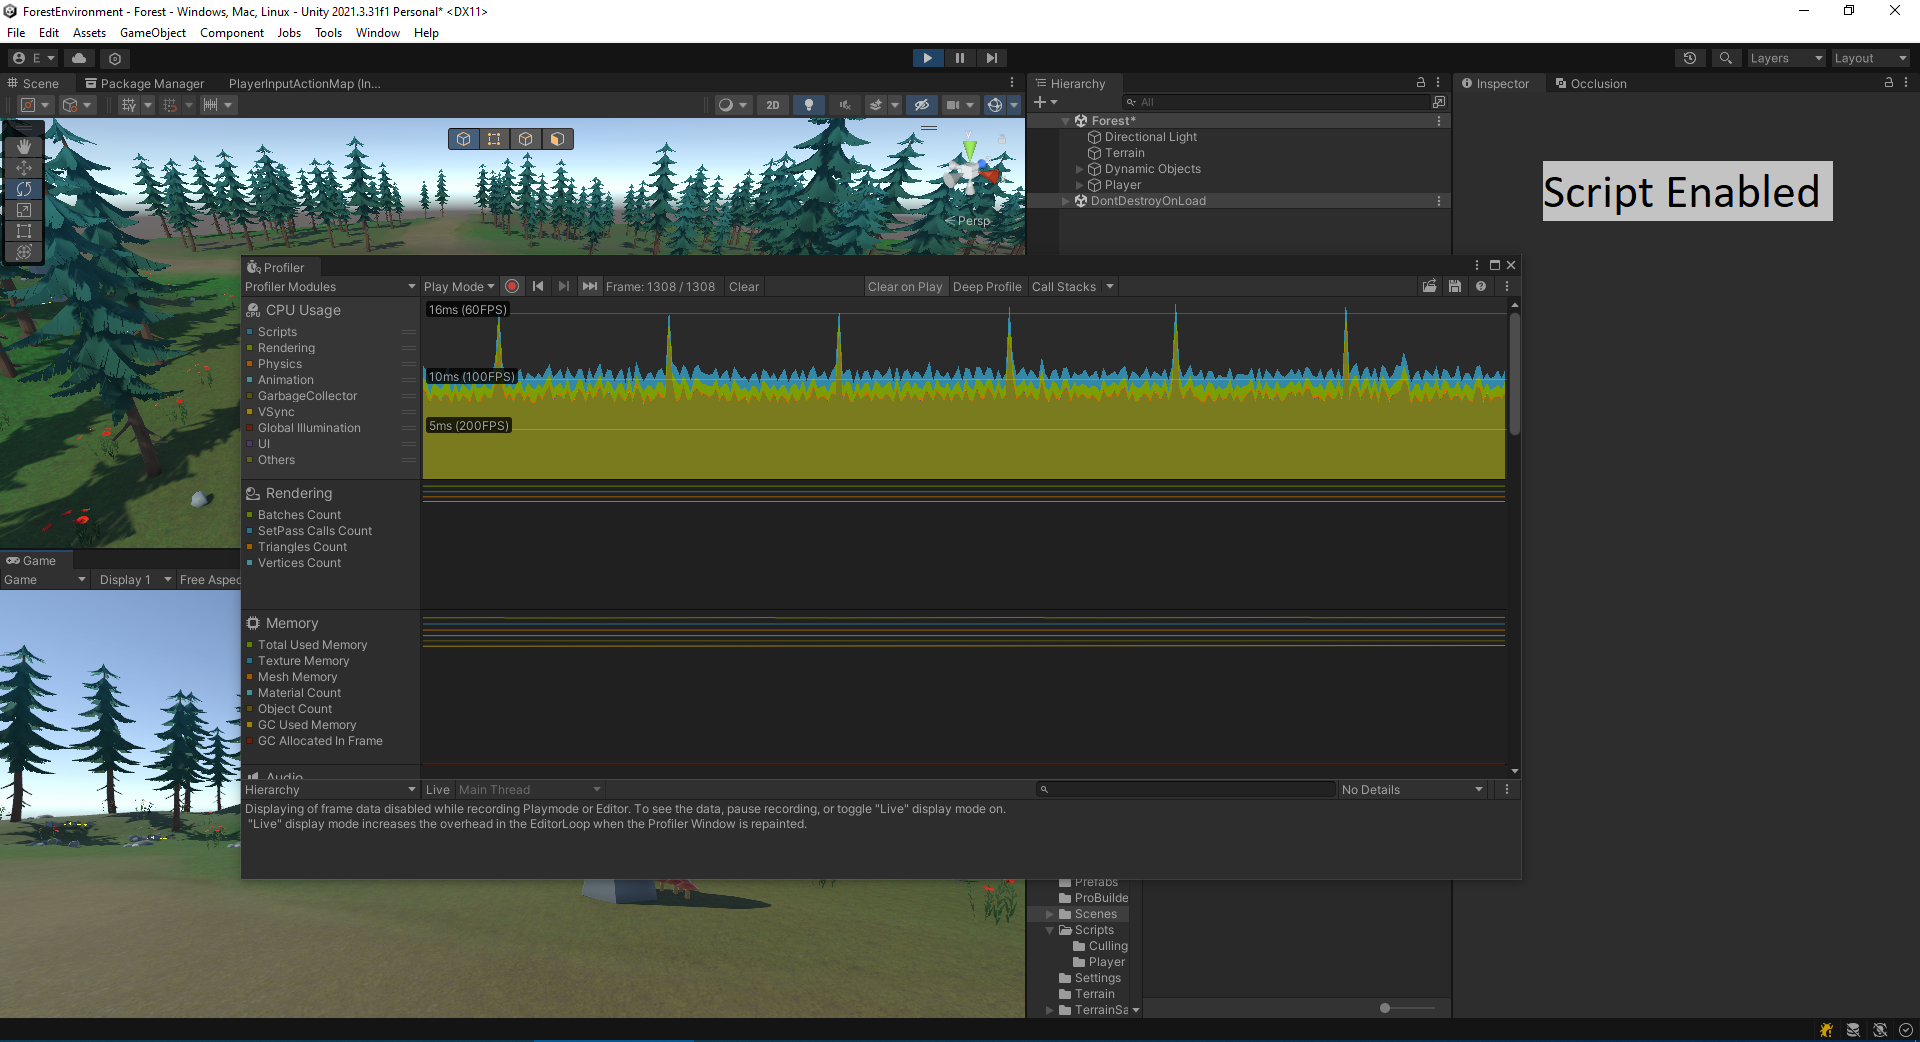 ForestEnvironment - Forest - Windows, Mac, Linux - Unity 2021.3.31f1 Personal* <DX11>
File Edit Assets GameObject Component Jobs Tools Window Help
E Layers Layout
Scene Package Manager PlayerInputActionMap (In... Hierarchy Inspector Occlusion
2D All
Forest*
Directional Light
Terrain
Dynamic Objects
Player
DontDestroyOnLoad
Script Enabled
y
Persp
Profiler
Profiler Modules Play Mode Frame: 1308 / 1308 Clear Clear on Play Deep Profile Call Stacks
CPU Usage
Scripts
Rendering
Physics
Animation
GarbageCollector
VSync
Global Illumination
UI
Others
16ms (60FPS)
10ms (100FPS)
5ms (200FPS)
Rendering
Batches Count
SetPass Calls Count
Triangles Count
Vertices Count
Memory
Total Used Memory
Texture Memory
Mesh Memory
Material Count
Object Count
GC Used Memory
GC Allocated In Frame
Audio
Hierarchy Live Main Thread No Details
Displaying of frame data disabled while recording Playmode or Editor. To see the data, pause recording, or toggle "Live" display mode on.
"Live" display mode increases the overhead in the EditorLoop when the Profiler Window is repainted.
Game
Game Display 1 Free Aspec
Prefabs
ProBuilde
Scenes
Scripts
Culling
Player
Settings
Terrain
TerrainSa